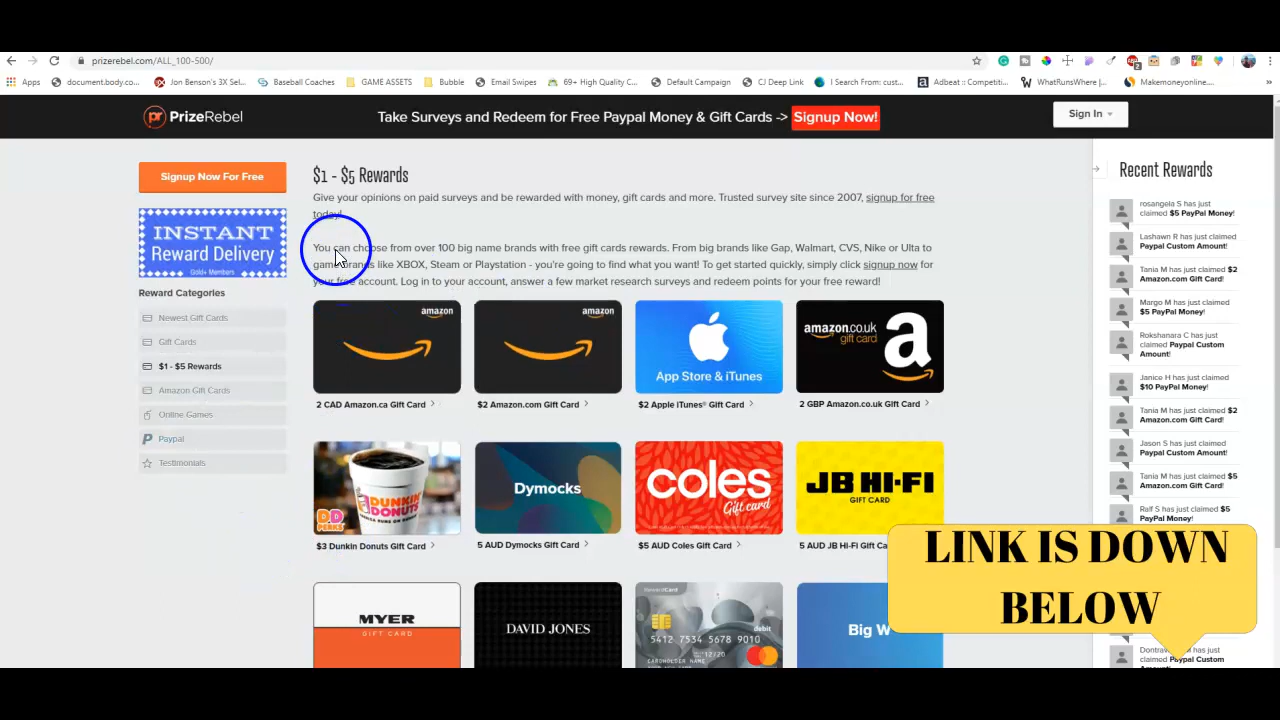 prizerebel.com/ALL_100-500/
Apps
document.body.co...
Jon Benson's 3X Sel...
Baseball Coaches
GAME ASSETS
Bubble
Email Swipes
69+ High Quality C...
Default Campaign
CJ Deep Link
I Search From: cust...
Adbeat :: Competiti...
WhatRunsWhere |...
Makemoneyonline....
PrizeRebel
Take Surveys and Redeem for Free Paypal Money & Gift Cards -> Signup Now!
Sign In
Signup Now For Free
INSTANT
Reward Delivery
Gold+ Members
Reward Categories
Newest Gift Cards
Gift Cards
$1 - $5 Rewards
Amazon Gift Cards
Online Games
Paypal
Testimonials
$1 - $5 Rewards
Give your opinions on paid surveys and be rewarded with money, gift cards and more. Trusted survey site since 2007, signup for free
today!
You can choose from over 100 big name brands with free gift cards rewards. From big brands like Gap, Walmart, CVS, Nike or Ulta to
game brands like XBOX, Steam or Playstation - you're going to find what you want! To get started quickly, simply click signup now for
your free account. Log in to your account, answer a few market research surveys and redeem points for your free reward!
amazon
2 CAD Amazon.ca Gift Card
amazon
$2 Amazon.com Gift Card
App Store & iTunes
$2 Apple iTunes® Gift Card
amazon.co.uk
gift card
a
2 GBP Amazon.co.uk Gift Card
DUNKIN'
DONUTS
DD
PERKS
$3 Dunkin Donuts Gift Card
Dymocks
5 AUD Dymocks Gift Card
coles
Gift card
$5 AUD Coles Gift Card
JB HI-FI
GIFT CARD
5 AUD JB HI-FI Gift Ca
MYER
GIFT CARD
DAVID JONES
debit
5412 7534 5678 9010
12/20
CARDHOLDER NAME
Big W
Recent Rewards
rosangela S has just
claimed $5 PayPal Money!
Lashawn R has just claimed
Paypal Custom Amount!
Tania M has just claimed $2
Amazon.com Gift Card!
Margo M has just claimed
$5 PayPal Money!
Rokshanara C has just
claimed Paypal Custom
Amount!
Janice H has just claimed
$10 PayPal Money!
Tania M has just claimed $2
Amazon.com Gift Card!
Jason S has just claimed
Paypal Custom Amount!
Tania M has just claimed $5
Amazon.com Gift Card!
Ralf S has just claimed $5
PayPal Money!
claimed Paypal Custom
LINK IS DOWN
BELOW